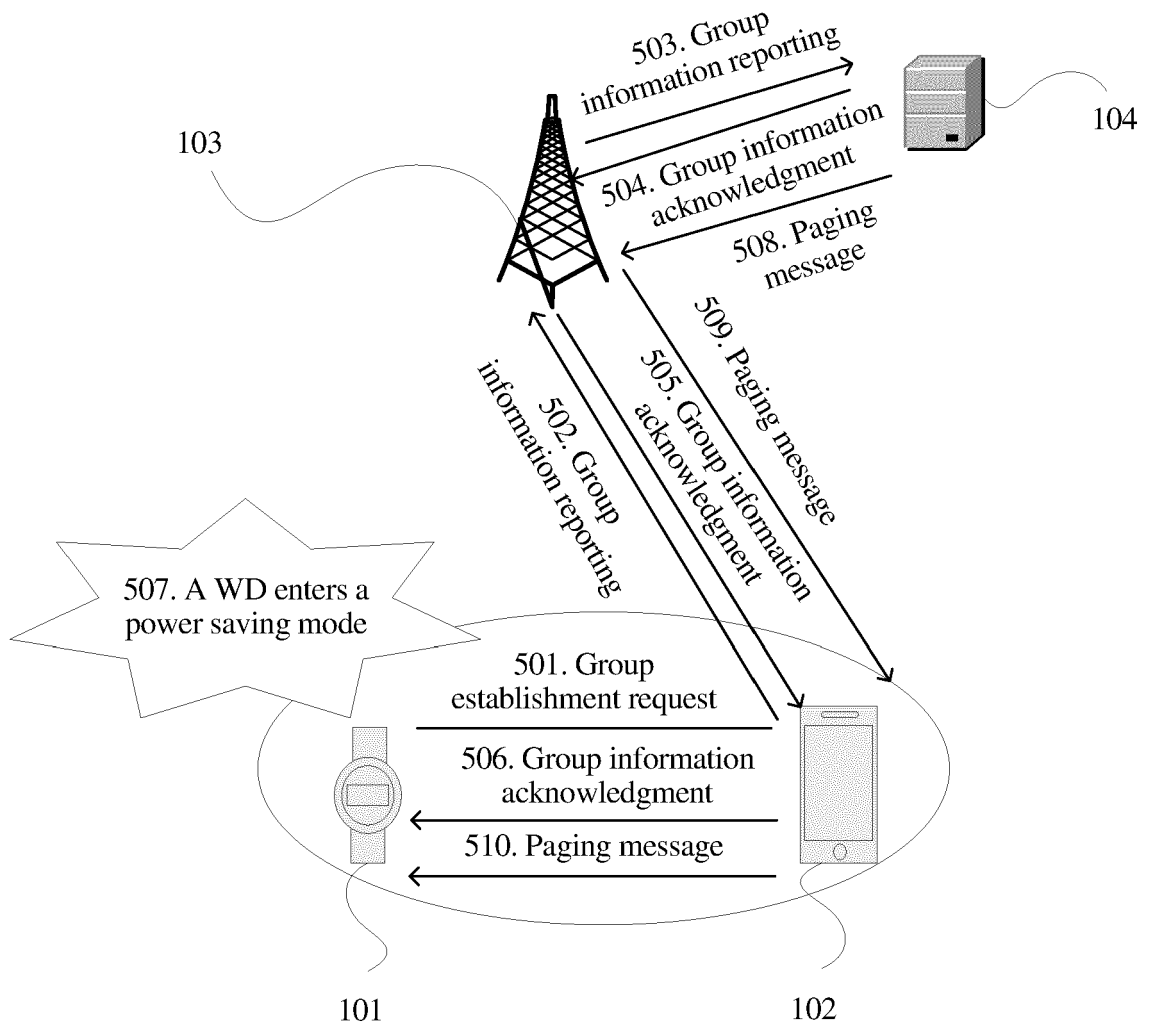 503. Group
information reporting
104
103
504. Group information
acknowledgment
508. Paging
message
509. Paging message
505. Group information
acknowledgment
502. Group
information reporting
507. A WD enters a
power saving mode
501. Group
establishment request
506. Group information
acknowledgment
510. Paging message
101
102